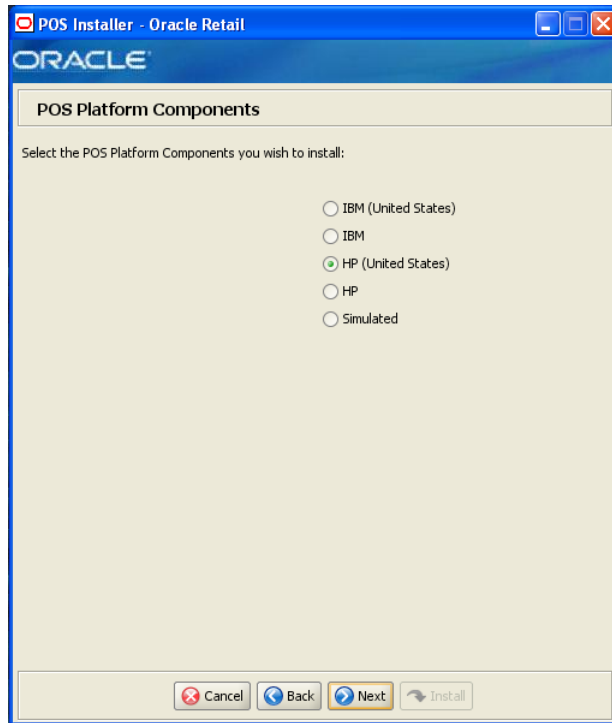 POS Installer - Oracle Retail
ORACLE
POS Platform Components
Select the POS Platform Components you wish to install:
IBM (United States)
IBM
HP (United States)
HP
Simulated
Cancel Back Next Install